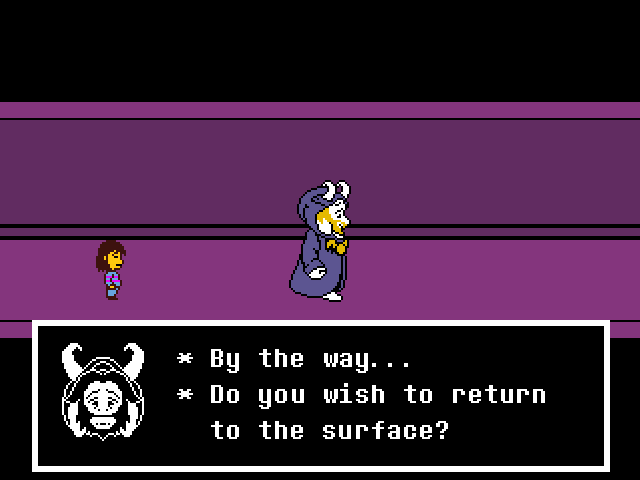 * By the way...
* Do you wish to return
to the surface?